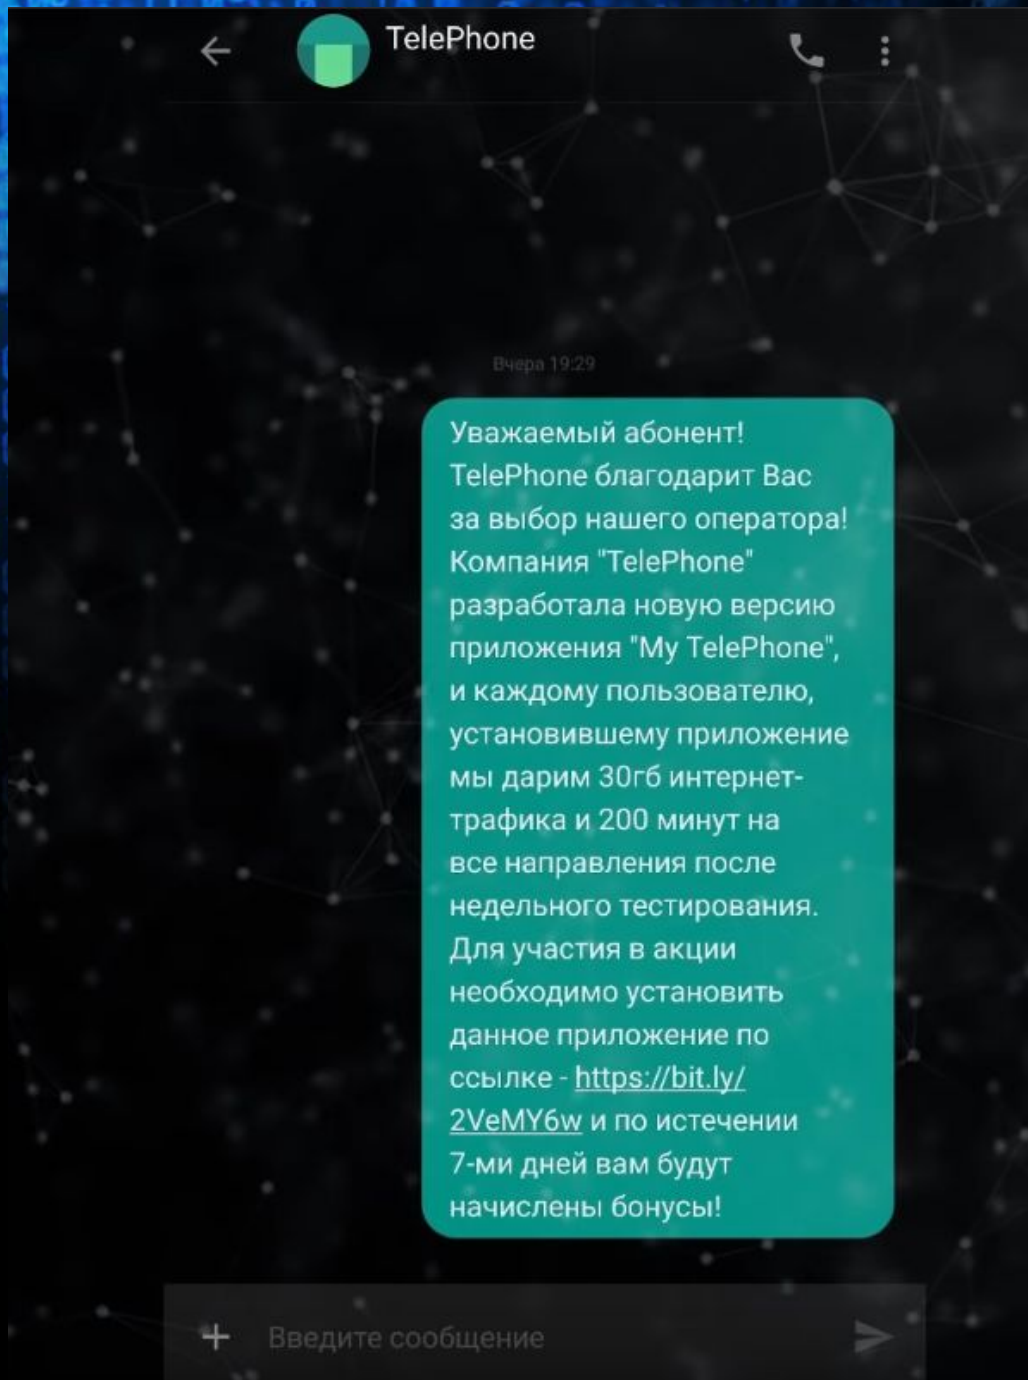 TelePhone
Вчера 19:29
Уважаемый абонент!
TelePhone благодарит Вас
за выбор нашего оператора!
Компания "TelePhone"
разработала новую версию
приложения "My TelePhone",
и каждому пользователю,
установившему приложение
мы дарим 30гб интернет-
трафика и 200 минут на
все направления после
недельного тестирования.
Для участия в акции
необходимо установить
данное приложение по
ссылке - https://bit.ly/
2VeMY6w и по истечении
7-ми дней вам будут
начислены бонусы!
Введите сообщение